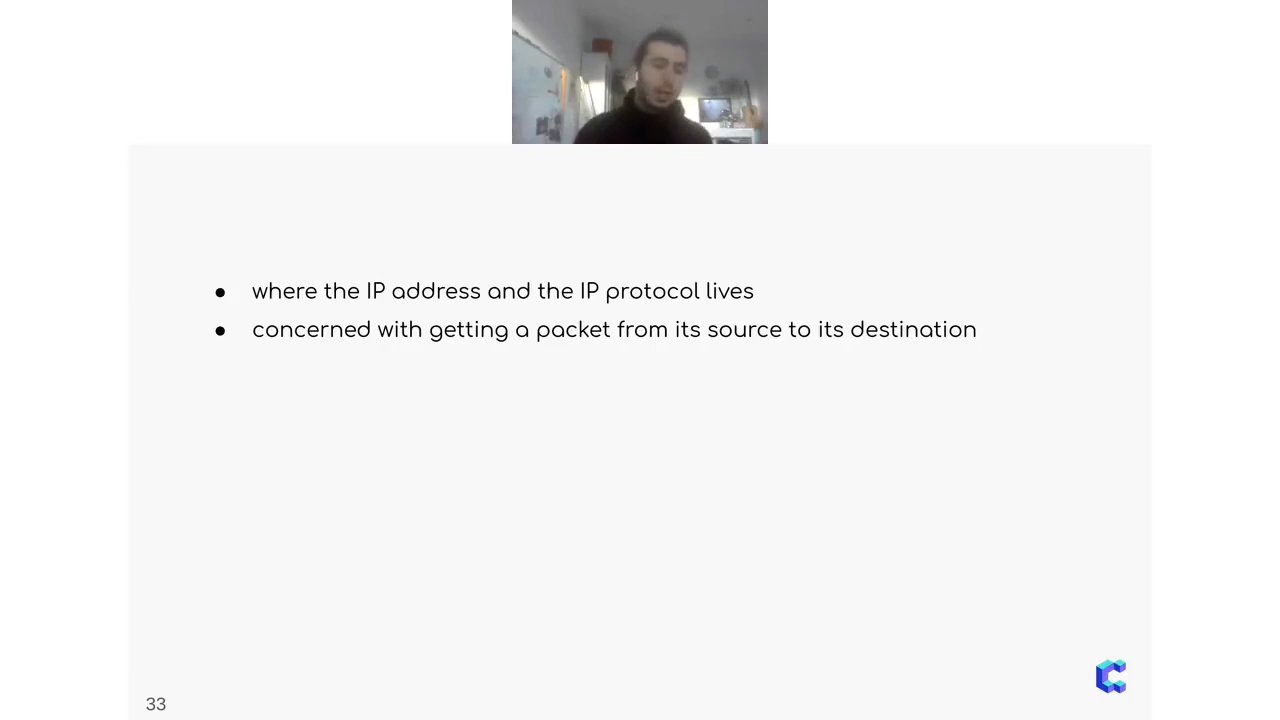 ● where the IP address and the IP protocol lives
● concerned with getting a packet from its source to its destination
33